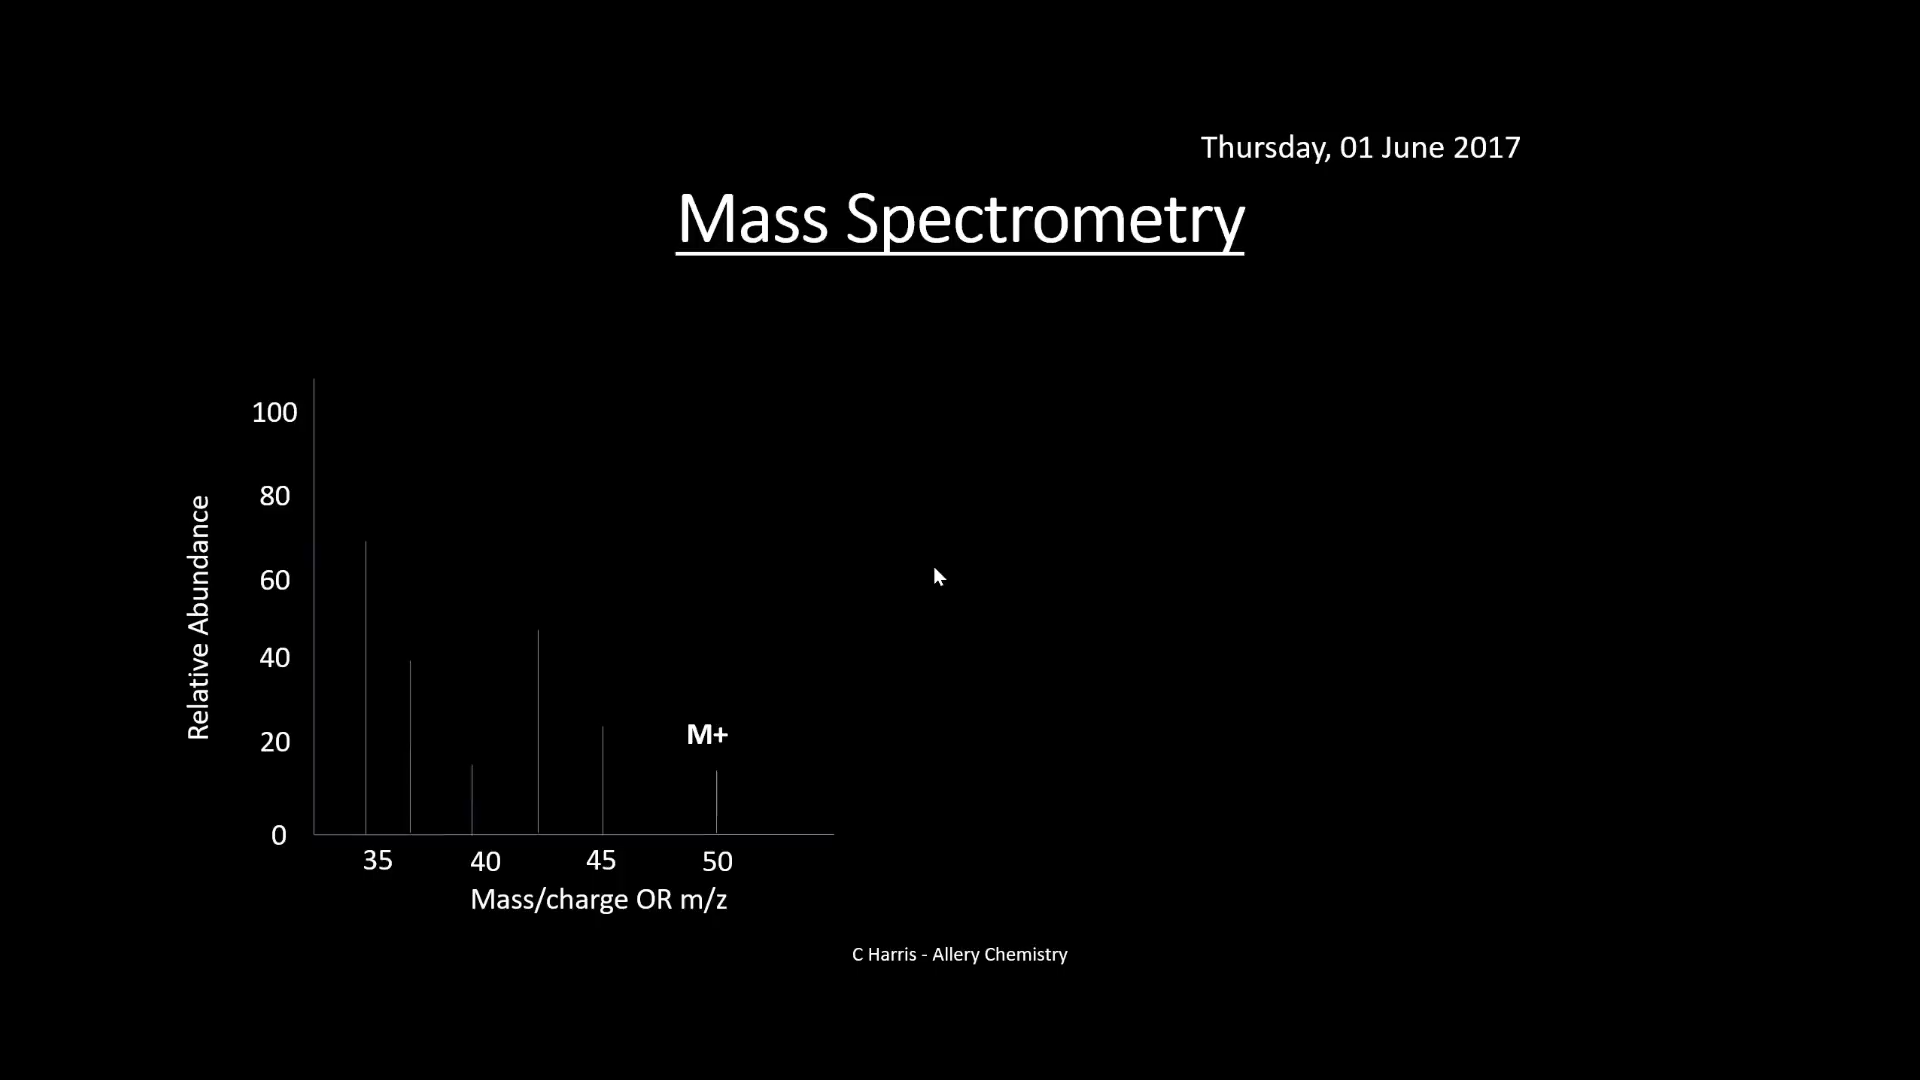 Thursday, 01 June 2017
Mass Spectrometry
100
80
60
40
20
0
Relative Abundance
M+
35 40 45 50
Mass/charge OR m/z
C Harris - Allery Chemistry